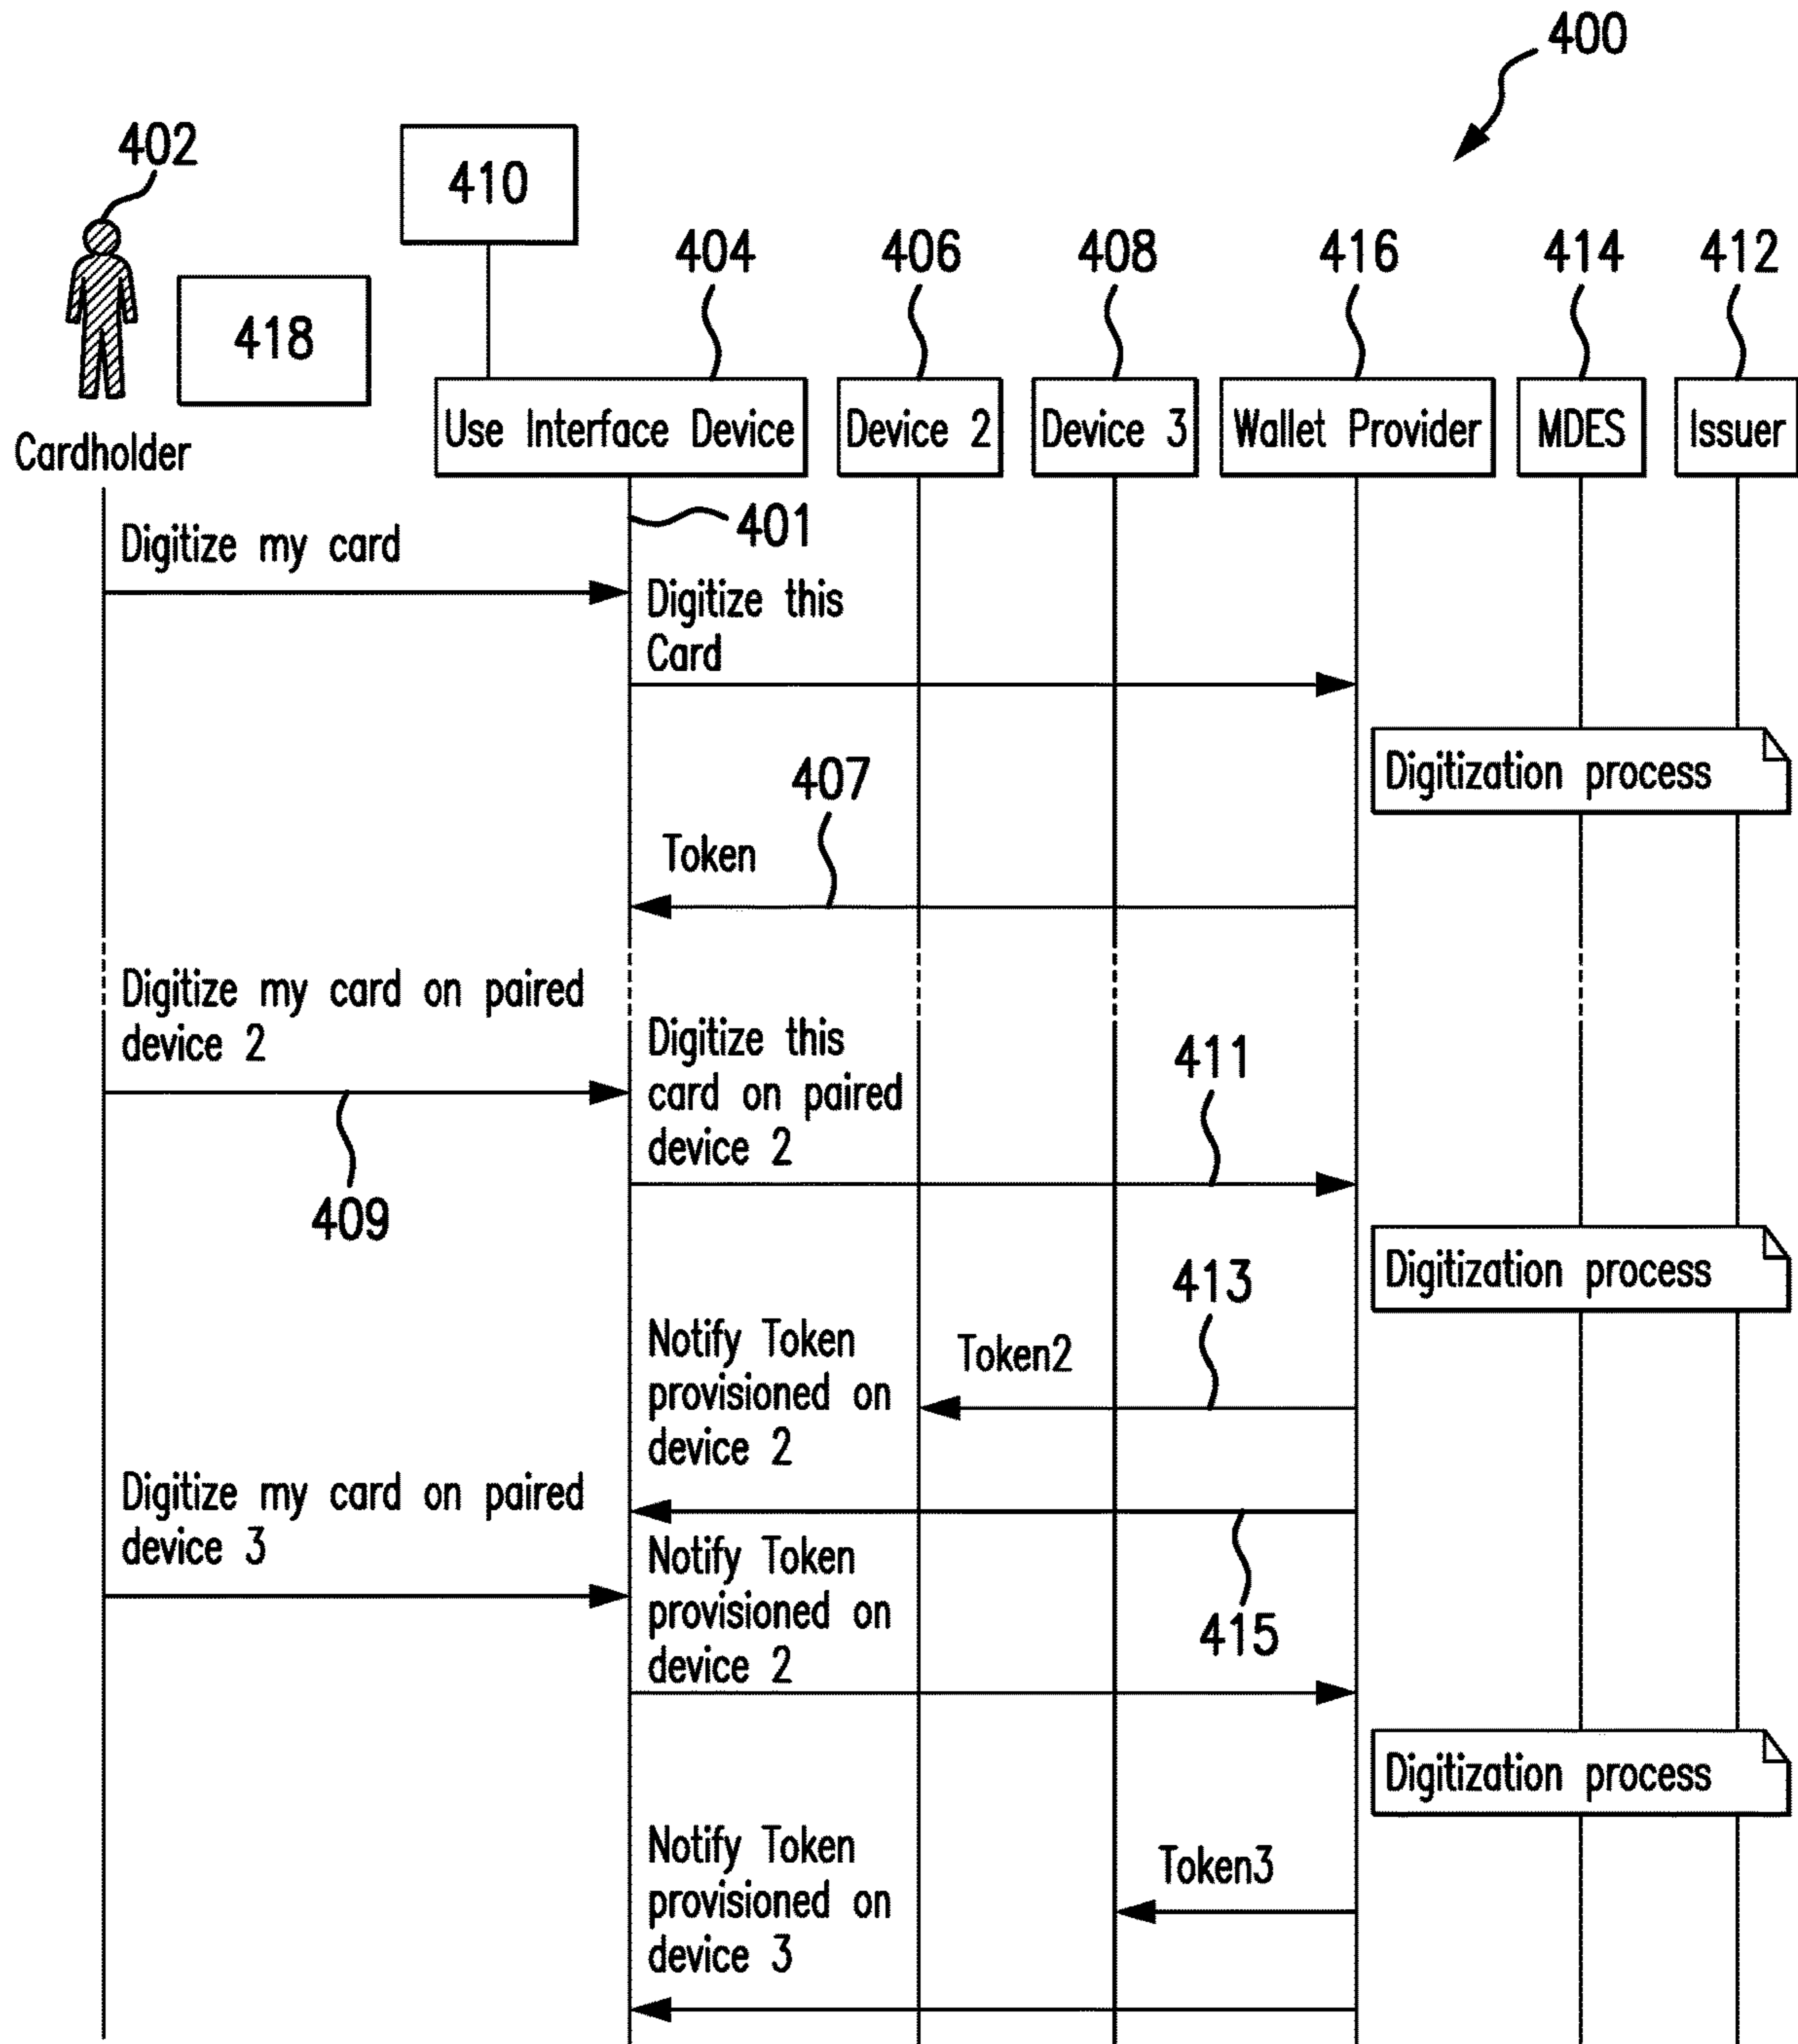 400
402
410
404
406
408
416
414
412
418
Cardholder
Use Interface Device
Device 2
Device 3
Wallet Provider
MDES
Issuer
401
Digitize my card
Digitize this
Card
Digitization process
407
Token
Digitize my card on paired
device 2
Digitize this
card on paired
device 2
411
409
Digitization process
413
Notify Token
provisioned on
device 2
Token2
Digitize my card on paired
device 3
Notify Token
provisioned on
device 2
415
Digitization process
Notify Token
provisioned on
device 3
Token3